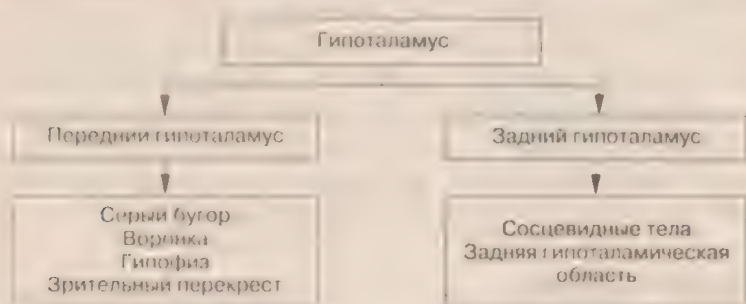 Гипоталамус
Передний гипоталамус
Задний гипоталамус
Серый бугор
Воронка
Гипофиз
Зрительный перекрест
Сосцевидные тела
Задняя гипоталамическая
область